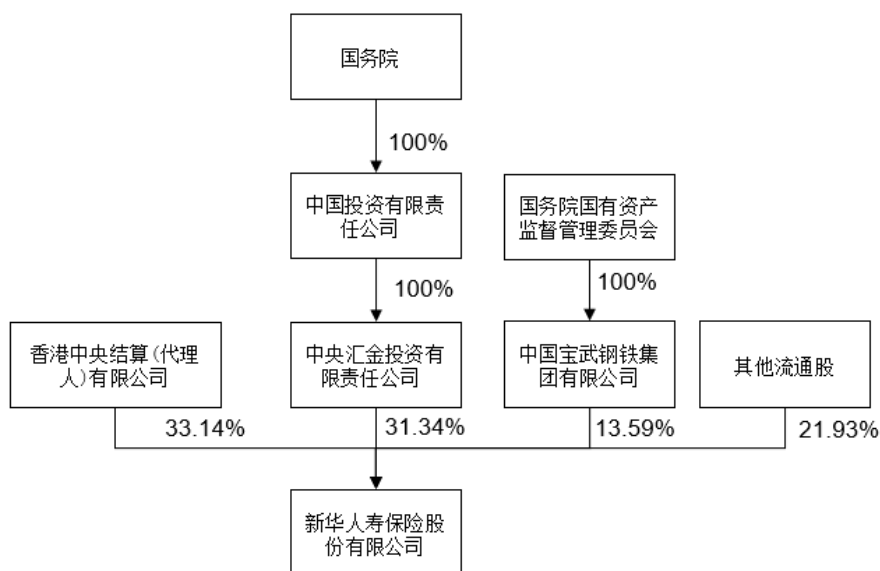 国务院
100%
中国投资有限责
任公司
国务院国有资产
监督管理委员会
100%
100%
香港中央结算(代理
人)有限公司
中央汇金投资有
限责任公司
中国宝武钢铁集
团有限公司
其他流通股
33.14%
31.34%
13.59%
21.93%
新华人寿保险股
份有限公司